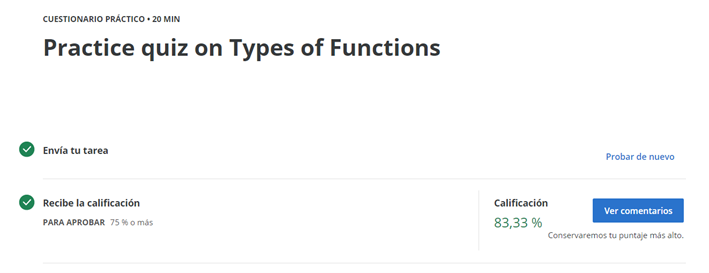 CUESTIONARIO PRÁCTICO • 20 MIN
Practice quiz on Types of Functions
Envía tu tarea
Probar de nuevo
Recibe la calificación
PARA APROBAR 75 % o más
Calificación
83,33 %
Ver comentarios
Conservaremos tu puntaje más alto.